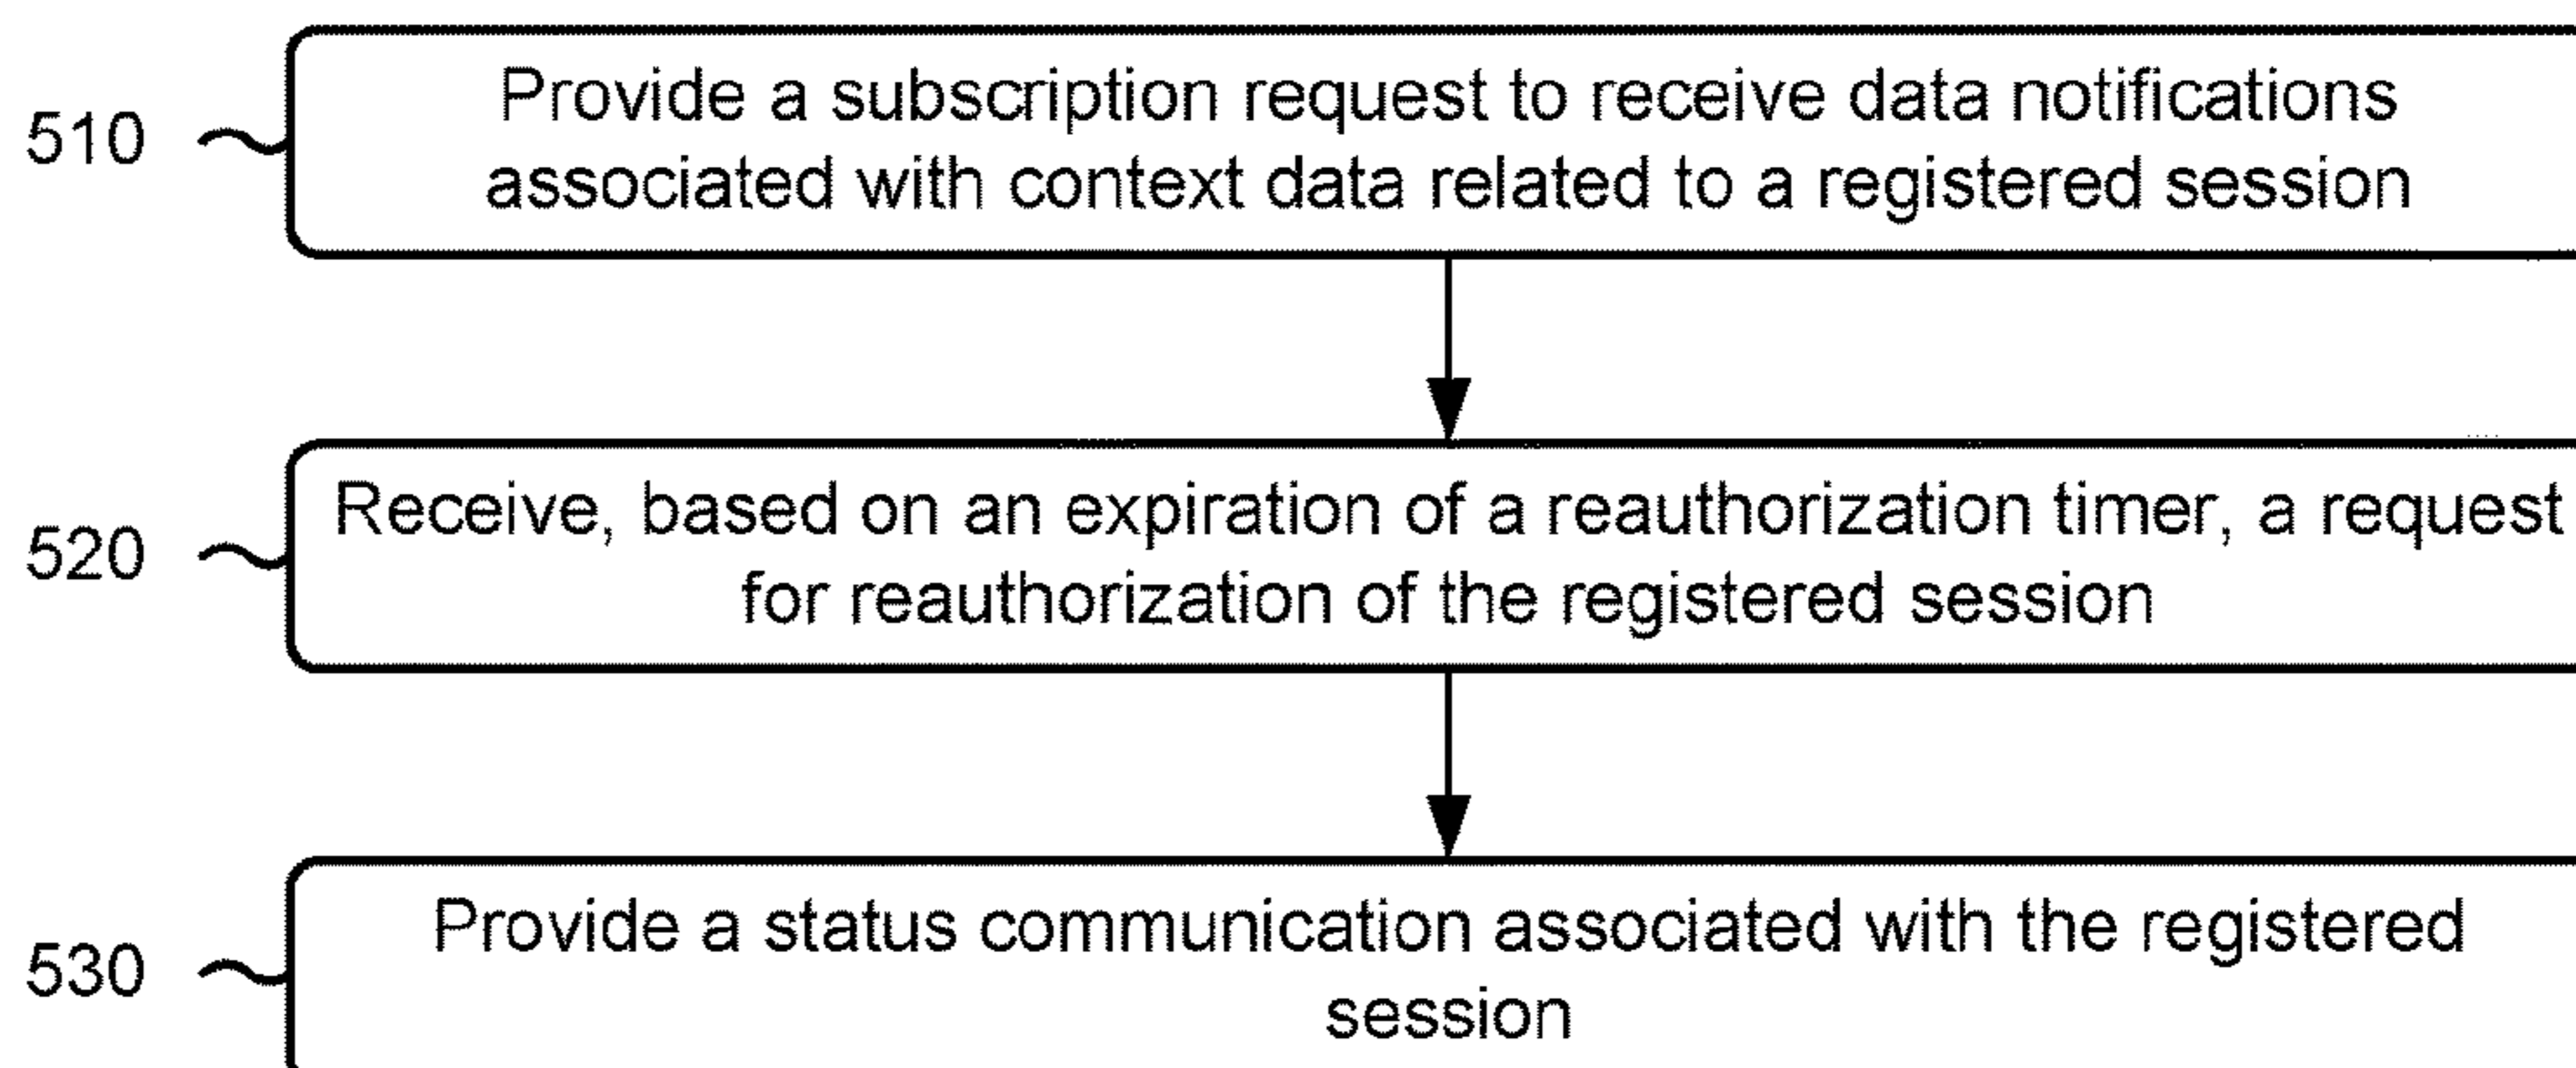 510
Provide a subscription request to receive data notifications
associated with context data related to a registered session
520
Receive, based on an expiration of a reauthorization timer, a request
for reauthorization of the registered session
530
Provide a status communication associated with the registered
session